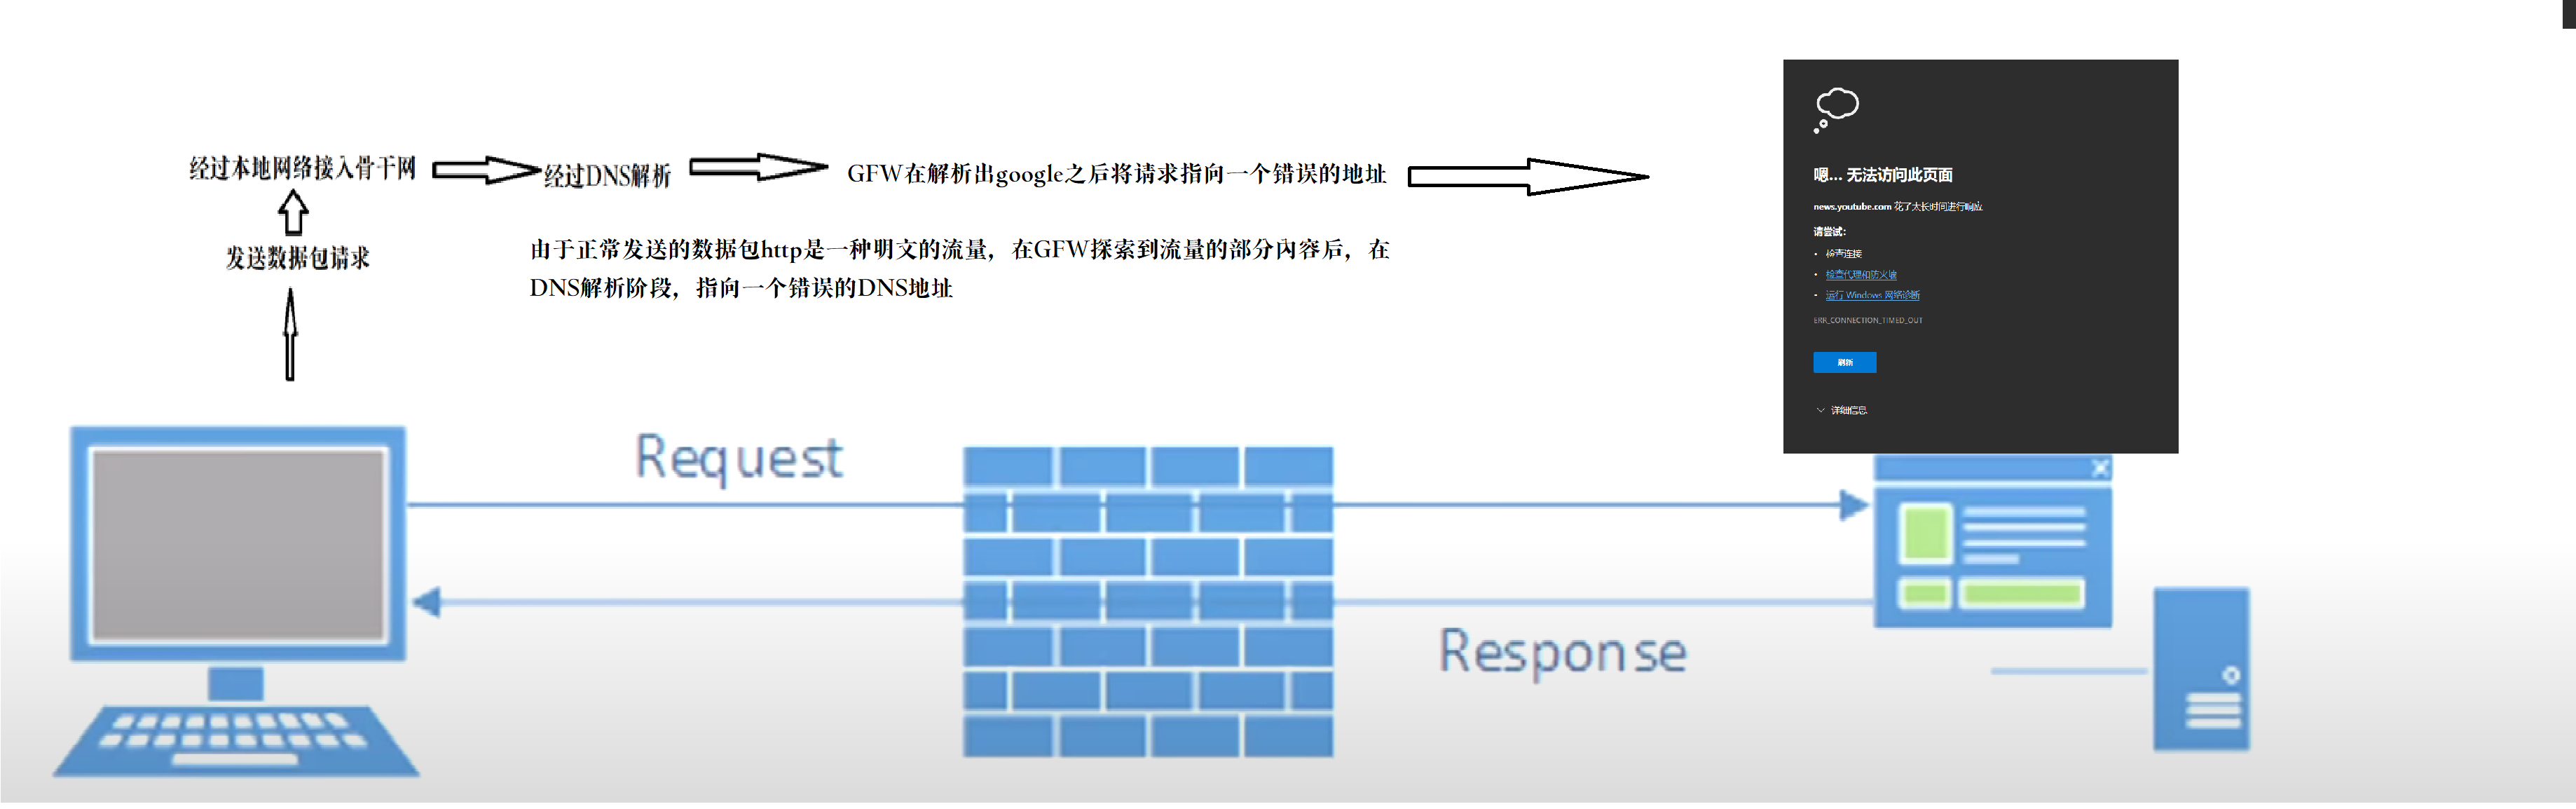 经过本地网络接入骨干网
经过DNS解析
GFW在解析出google之后将请求指向一个错误的地址
发送数据包请求
由于正常发送的数据包http是一种明文的流量，在GFW探索到流量的部分内容后，在
DNS解析阶段，指向一个错误的DNS地址
嗯... 无法访问此页面
news.youtube.com 花了太长时间进行响应
请尝试:
• 检查连接
• 检查代理和防火墙
• 运行 Windows 网络诊断
ERR_CONNECTION_TIMED_OUT
刷新
详细信息
Request
Response